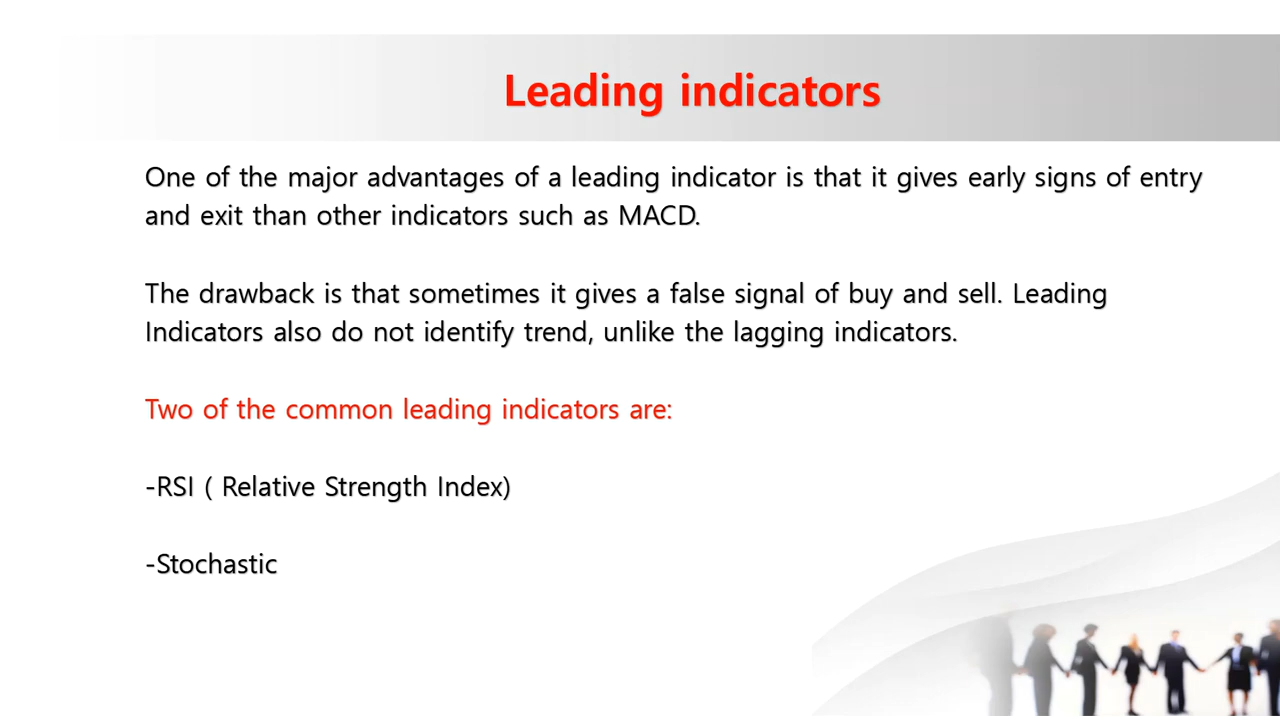 Leading indicators
One of the major advantages of a leading indicator is that it gives early signs of entry
and exit than other indicators such as MACD.
The drawback is that sometimes it gives a false signal of buy and sell. Leading
Indicators also do not identify trend, unlike the lagging indicators.
Two of the common leading indicators are:
-RSI ( Relative Strength Index)
-Stochastic